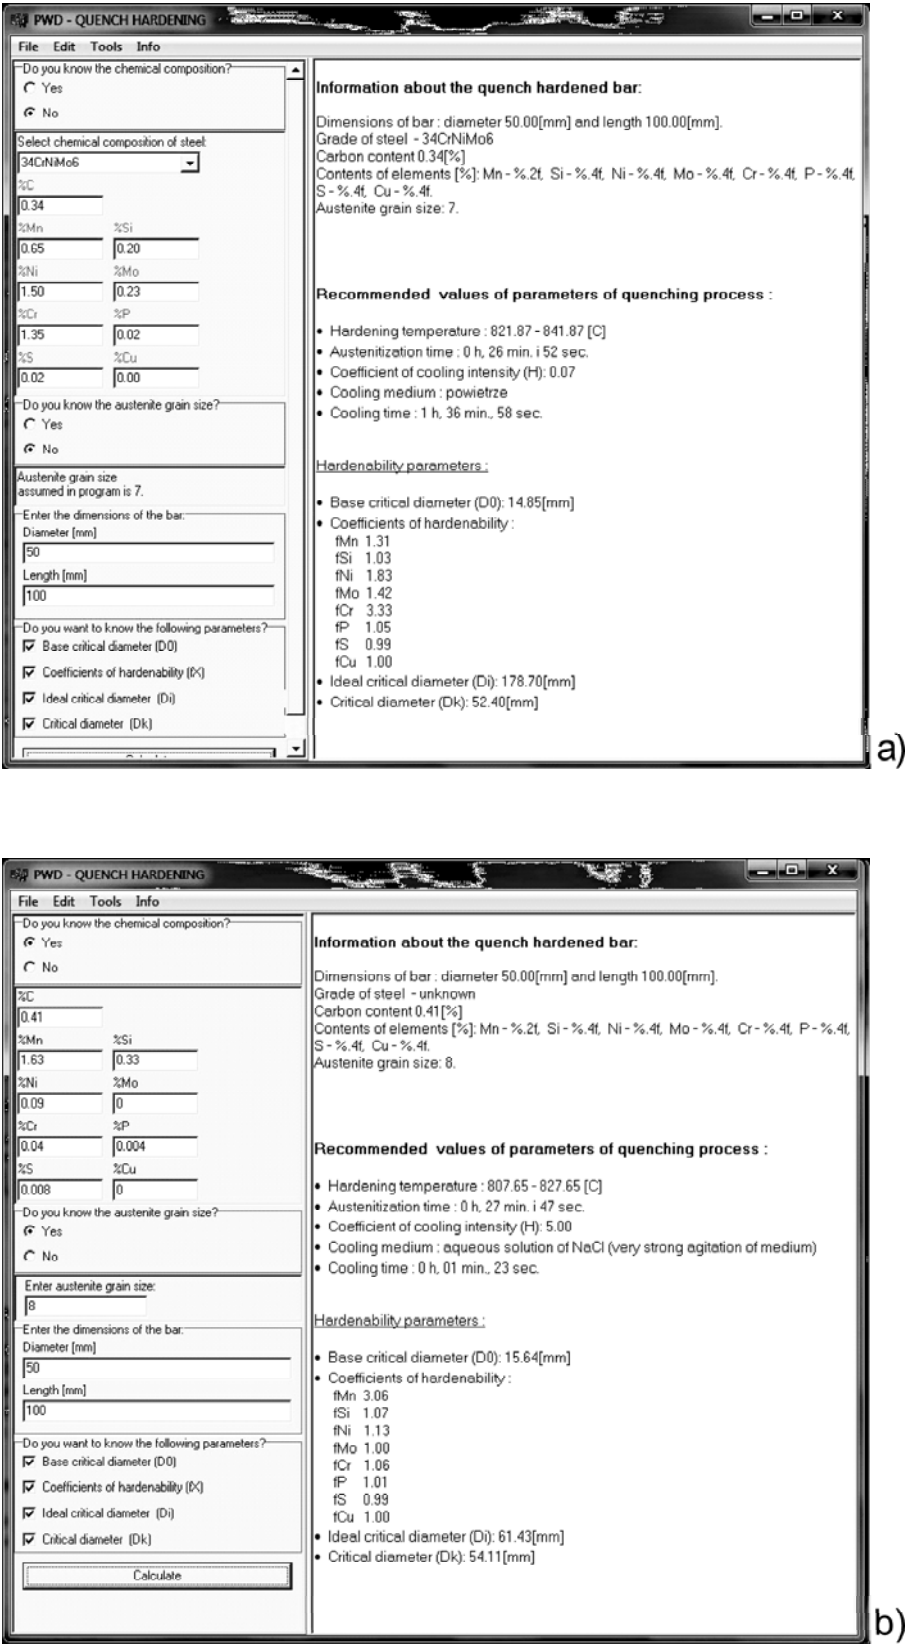 PWD - QUENCH HARDENING
File Edit Tools Info
Do you know the chemical composition?
Yes
No
Select chemical composition of steel:
34CrNiMo6
%C
0.34
%Mn %Si
0.65 0.20
%Ni %Mo
1.50 0.23
%Cr %P
1.35 0.02
%S %Cu
0.02 0.00
Do you know the austenite grain size?
Yes
No
Austenite grain size
assumed in program is 7.
Enter the dimensions of the bar:
Diameter [mm]
50
Length [mm]
100
Do you want to know the following parameters?
Base critical diameter (D0)
Coefficients of hardenability (fX)
Ideal critical diameter (Di)
Critical diameter (Dk)
Information about the quench hardened bar:
Dimensions of bar : diameter 50.00[mm] and length 100.00[mm].
Grade of steel - 34CrNiMo6
Carbon content 0.34[%]
Contents of elements [%]: Mn - %.2f, Si - %.4f, Ni - %.4f, Mo - %.4f, Cr - %.4f, P - %.4f,
S - %.4f, Cu - %.4f.
Austenite grain size: 7.
Recommended values of parameters of quenching process :
• Hardening temperature : 821.87 - 841.87 [C]
• Austenitization time : 0 h, 26 min. i 52 sec.
• Coefficient of cooling intensity (H): 0.07
• Cooling medium : powietrze
• Cooling time : 1 h, 36 min., 58 sec.
Hardenability parameters :
• Base critical diameter (D0): 14.85[mm]
• Coefficients of hardenability :
fMn 1.31
fSi 1.03
fNi 1.83
fMo 1.42
fCr 3.33
fP 1.05
fS 0.99
fCu 1.00
• Ideal critical diameter (Di): 178.70[mm]
• Critical diameter (Dk): 52.40[mm]
a)
PWD - QUENCH HARDENING
File Edit Tools Info
Do you know the chemical composition?
Yes
No
%C
0.41
%Mn %Si
1.63 0.33
%Ni %Mo
0.09 0
%Cr %P
0.04 0.004
%S %Cu
0.008 0
Do you know the austenite grain size?
Yes
No
Enter austenite grain size:
8
Enter the dimensions of the bar:
Diameter [mm]
50
Length [mm]
100
Do you want to know the following parameters?
Base critical diameter (D0)
Coefficients of hardenability (fX)
Ideal critical diameter (Di)
Critical diameter (Dk)
Calculate
Information about the quench hardened bar:
Dimensions of bar : diameter 50.00[mm] and length 100.00[mm].
Grade of steel - unknown
Carbon content 0.41[%]
Contents of elements [%]: Mn - %.2f, Si - %.4f, Ni - %.4f, Mo - %.4f, Cr - %.4f, P - %.4f,
S - %.4f, Cu - %.4f.
Austenite grain size: 8.
Recommended values of parameters of quenching process :
• Hardening temperature : 807.65 - 827.65 [C]
• Austenitization time : 0 h, 27 min. i 47 sec.
• Coefficient of cooling intensity (H): 5.00
• Cooling medium : aqueous solution of NaCl (very strong agitation of medium)
• Cooling time : 0 h, 01 min., 23 sec.
Hardenability parameters :
• Base critical diameter (D0): 15.64[mm]
• Coefficients of hardenability :
fMn 3.06
fSi 1.07
fNi 1.13
fMo 1.00
fCr 1.06
fP 1.01
fS 0.99
fCu 1.00
• Ideal critical diameter (Di): 61.43[mm]
• Critical diameter (Dk): 54.11[mm]
b)